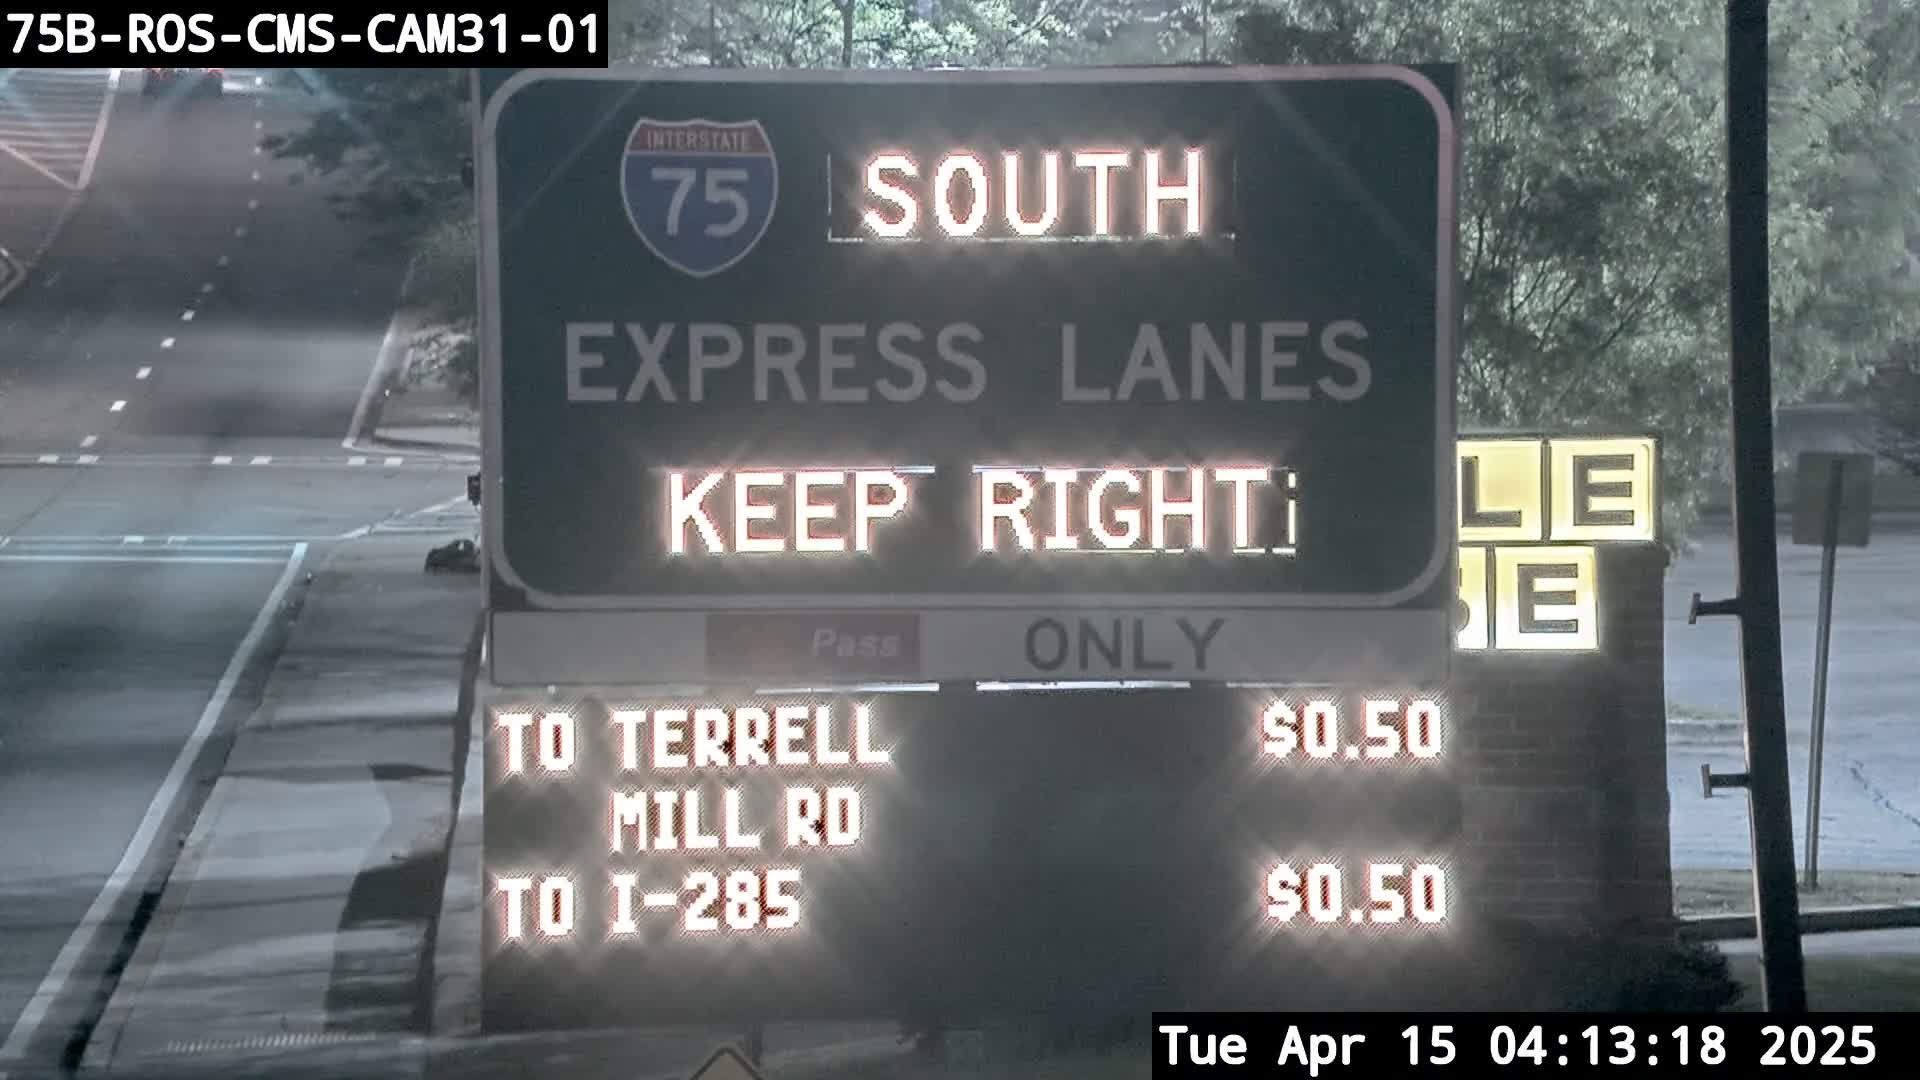 75B-ROS-CMS-CAM31-01
INTERSTATE
75
SOUTH
EXPRESS LANES
KEEP RIGHT
Pass ONLY
LE
E
TO TERRELL $0.50
MILL RD
TO I-285 $0.50
Tue Apr 15 04:13:18 2025